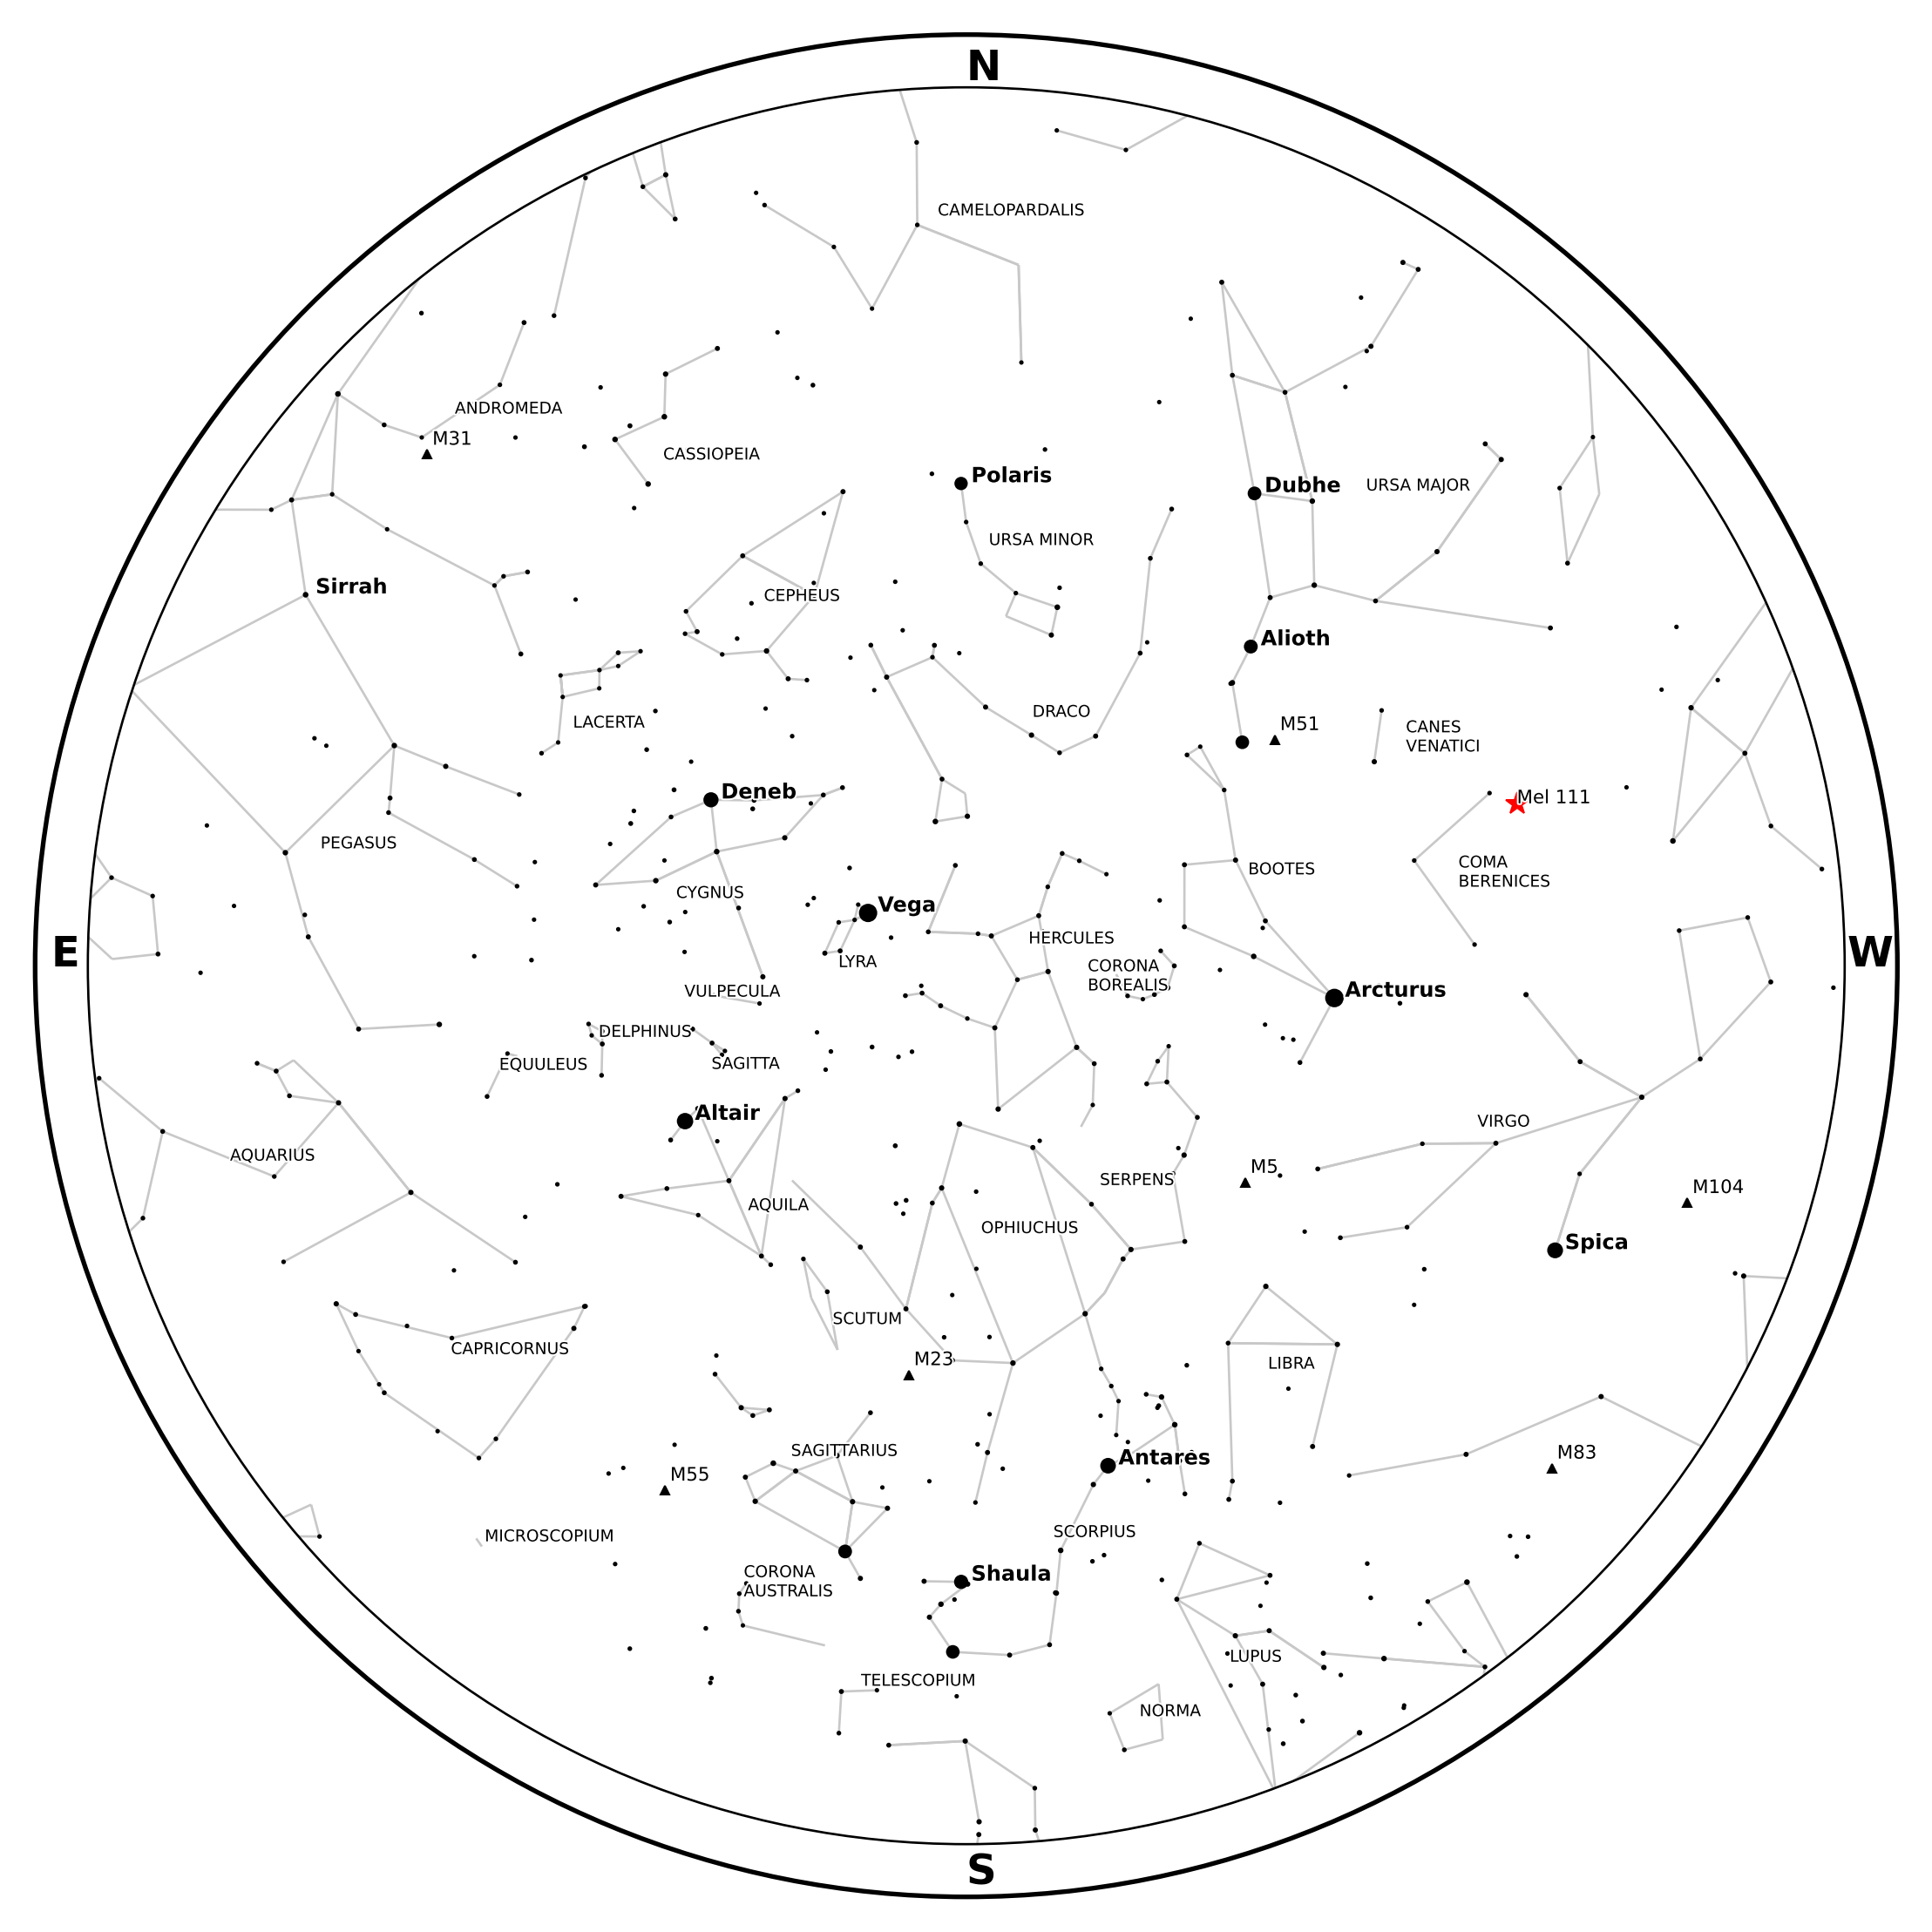 N
CAMELOPARDALIS
ANDROMEDA
M31
CASSIOPEIA
Polaris
Dubhe
URSA MAJOR
URSA MINOR
Sirrah
CEPHEUS
Alioth
LACERTA
DRACO
M51
CANES
VENATICI
Deneb
Mel 111
PEGASUS
COMA
BERENICES
BOOTES
CYGNUS
Vega
HERCULES
E
W
LYRA
CORONA
BOREALIS
VULPECULA
Arcturus
DELPHINUS
SAGITTA
EQUULEUS
Altair
VIRGO
AQUARIUS
M5
SERPENS
M104
AQUILA
OPHIUCHUS
Spica
SCUTUM
CAPRICORNUS
M23
LIBRA
SAGITTARIUS
Antares
M83
M55
MICROSCOPIUM
SCORPIUS
CORONA
AUSTRALIS
Shaula
LUPUS
TELESCOPIUM
NORMA
S